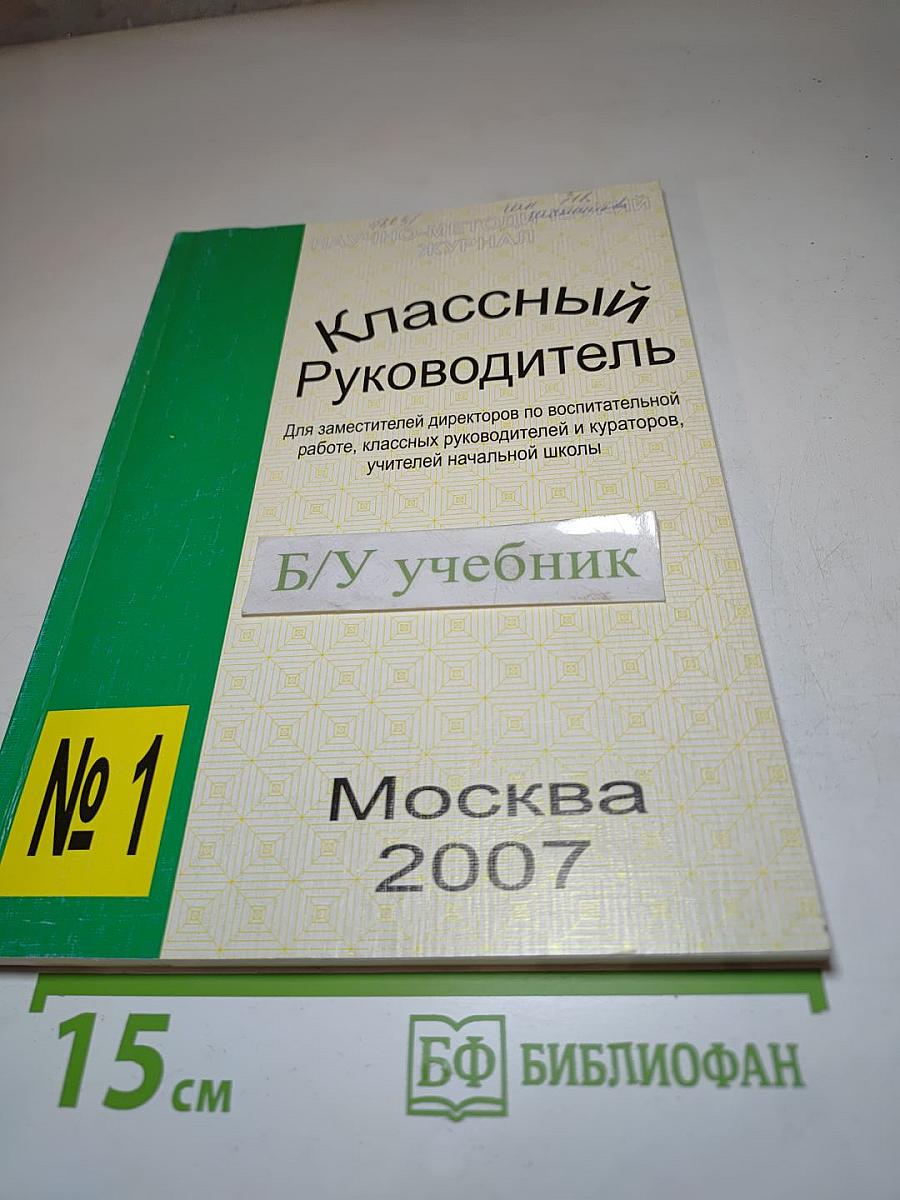 НАУЧНО-МЕТОДИЧЕСКИЙ
ЖУРНАЛ
Классный
Руководитель
Для заместителей директоров по воспитательной
работе, классных руководителей и кураторов,
учителей начальной школы
Б/У учебник
№ 1
Москва
2007
15 см
БФ БИБЛИОФАН